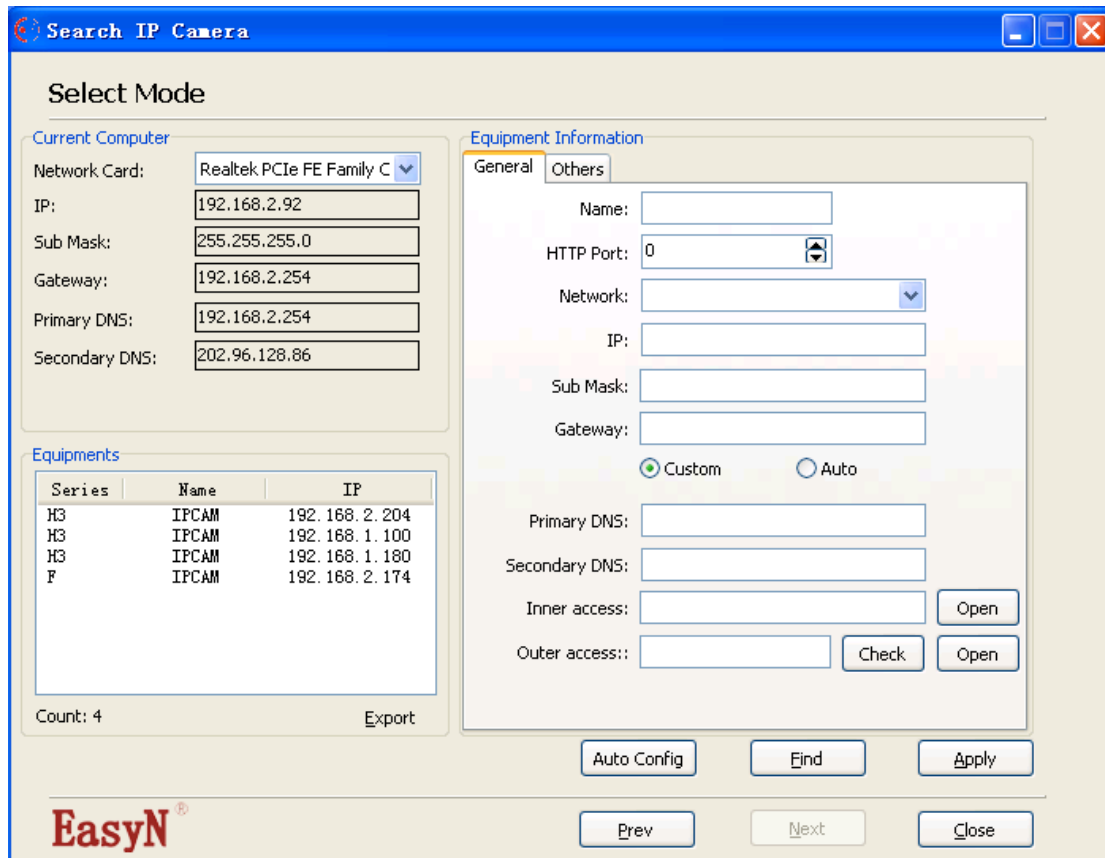 Search IP Camera
Select Mode
Current Computer
Network Card: Realtek PCIe FE Family C
IP: 192.168.2.92
Sub Mask: 255.255.255.0
Gateway: 192.168.2.254
Primary DNS: 192.168.2.254
Secondary DNS: 202.96.128.86
Equipments
Series Name IP
H3 IPCAM 192.168.2.204
H3 IPCAM 192.168.1.100
H3 IPCAM 192.168.1.180
F IPCAM 192.168.2.174
Count: 4 Export
Equipment Information
General Others
Name:
HTTP Port: 0
Network:
IP:
Sub Mask:
Gateway:
Custom Auto
Primary DNS:
Secondary DNS:
Inner access: Open
Outer access:: Check Open
Auto Config Find Apply
EasyN® Prev Next Close